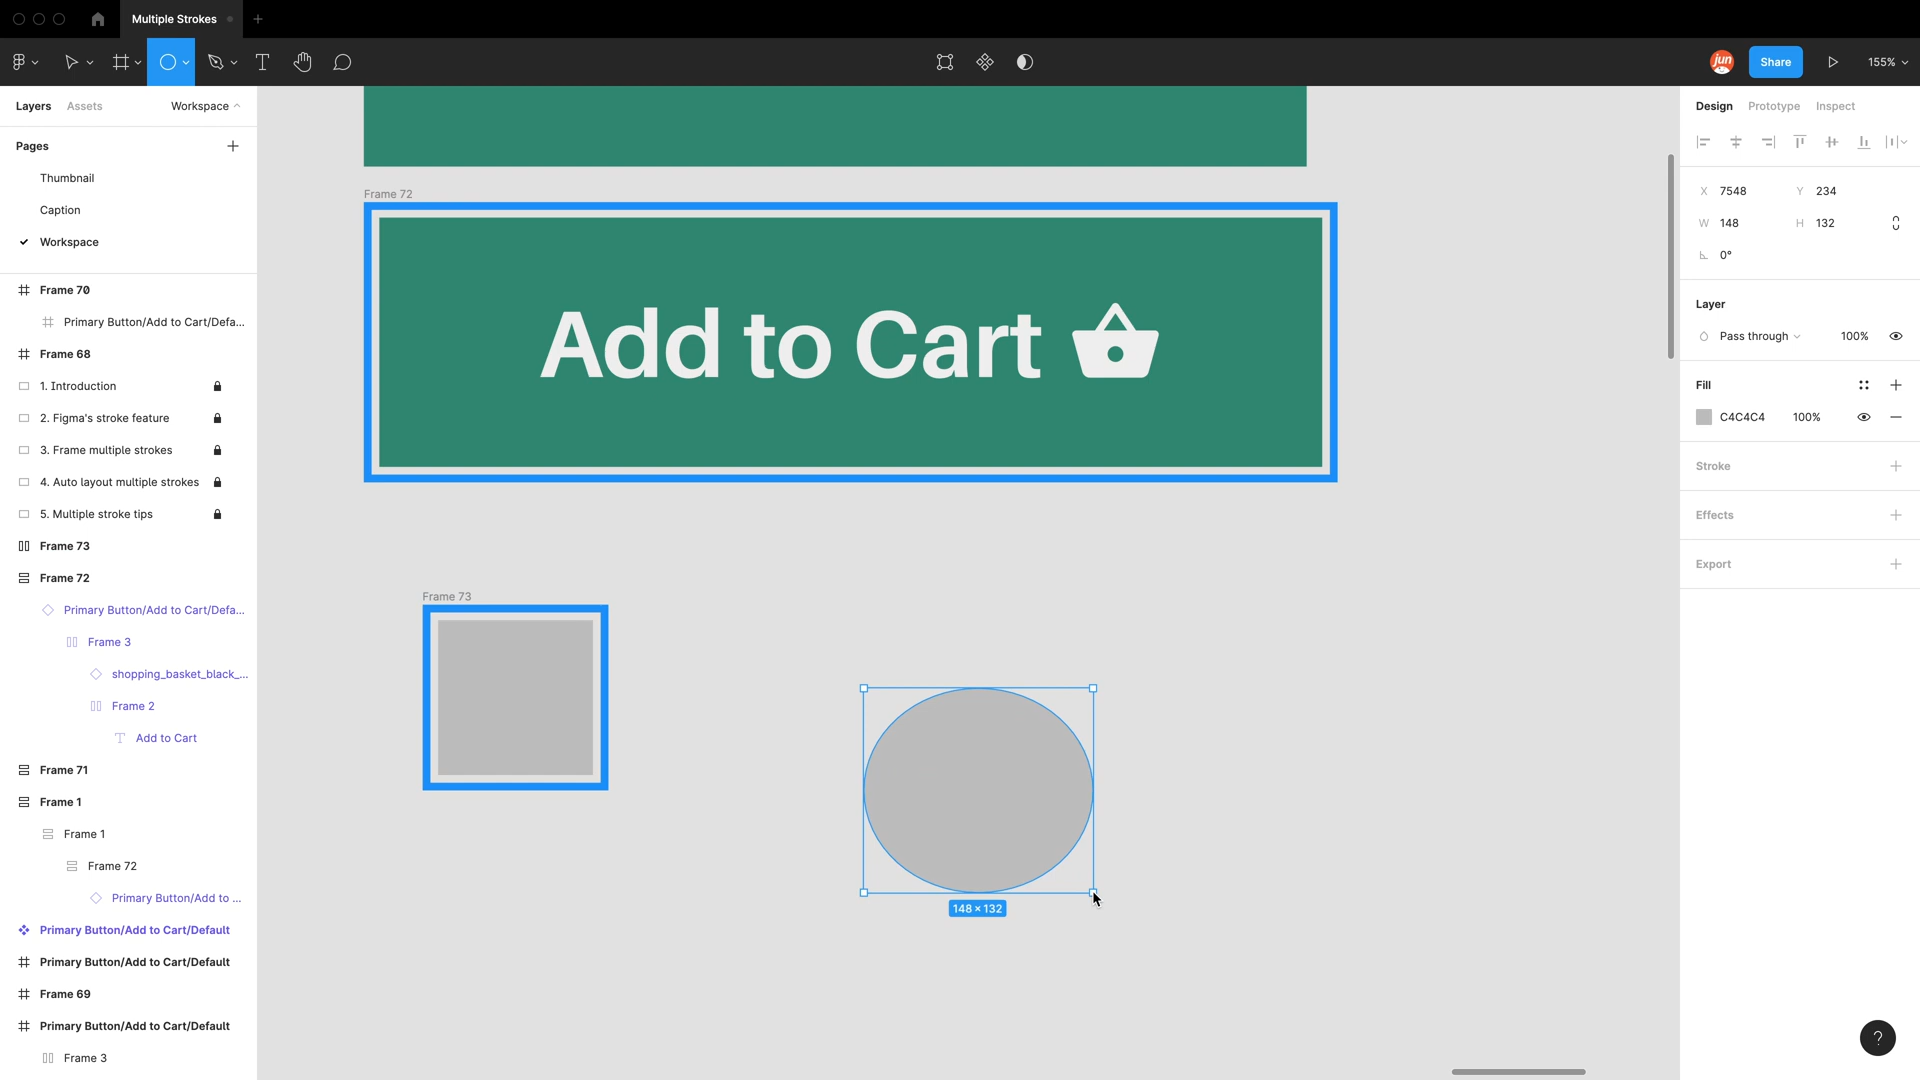 Multiple Strokes
jun
Share
155%
Layers
Assets
Workspace
Pages
Thumbnail
Caption
Workspace
Frame 70
Primary Button/Add to Cart/Defa...
Frame 68
1. Introduction
2. Figma's stroke feature
3. Frame multiple strokes
4. Auto layout multiple strokes
5. Multiple stroke tips
Frame 73
Frame 72
Primary Button/Add to Cart/Defa...
Frame 3
shopping_basket_black_...
Frame 2
Add to Cart
Frame 71
Frame 1
Frame 1
Frame 72
Primary Button/Add to ...
Primary Button/Add to Cart/Default
Primary Button/Add to Cart/Default
Frame 69
Primary Button/Add to Cart/Default
Frame 3
Frame 72
Add to Cart
Frame 73
148 × 132
Design
Prototype
Inspect
X 7548 Y 234
W 148 H 132
0°
Layer
Pass through 100%
Fill
C4C4C4 100%
Stroke
Effects
Export
?